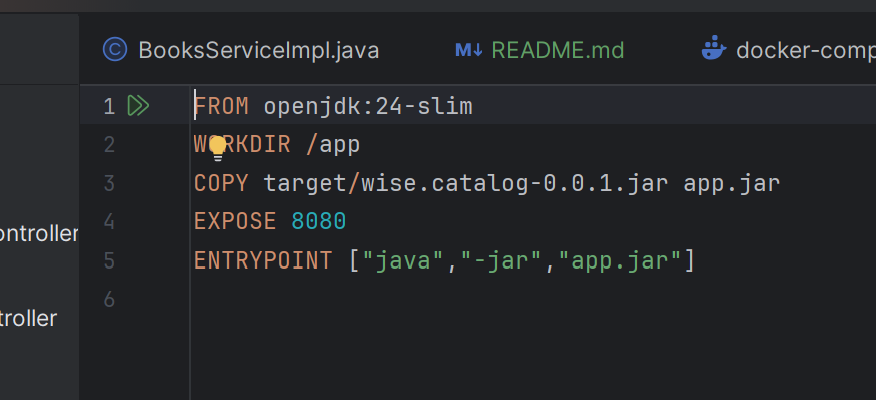 BooksServiceImpl.java README.md docker-comp
1 FROM openjdk:24-slim
2 WORKDIR /app
3 COPY target/wise.catalog-0.0.1.jar app.jar
4 EXPOSE 8080
5 ENTRYPOINT ["java","-jar","app.jar"]
6
ontroller
troller